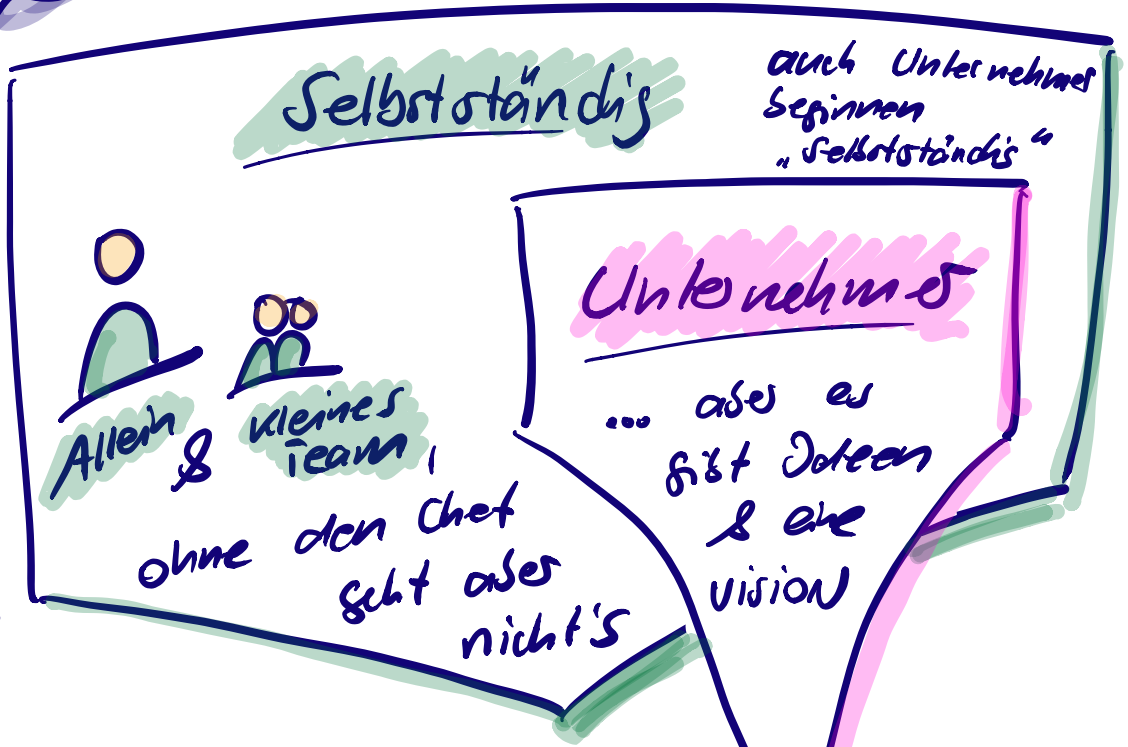 Selbstständig
auch Unternehmer
beginnen
„Selbstständig“
Unternehmer
Allein
&
kleines
Team,
ohne den Chef
geht aber
nicht's
... aber es
gibt Ideen
& eine
Vision